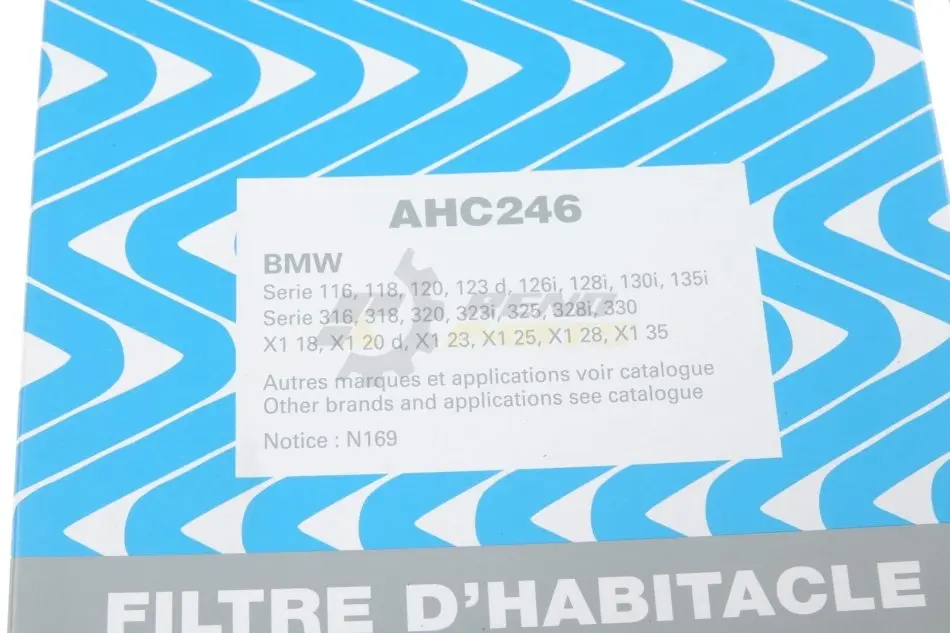 AHC246
BMW
Serie 116, 118, 120, 123 d, 126i, 128i, 130i, 135i
Serie 316, 318, 320, 323i, 325, 328i, 330
X1 18, X1 20 d, X1 23, X1 25, X1 28, X1 35
Autres marques et applications voir catalogue
Other brands and applications see catalogue
Notice : N169
FILTRE D'HABITACLE